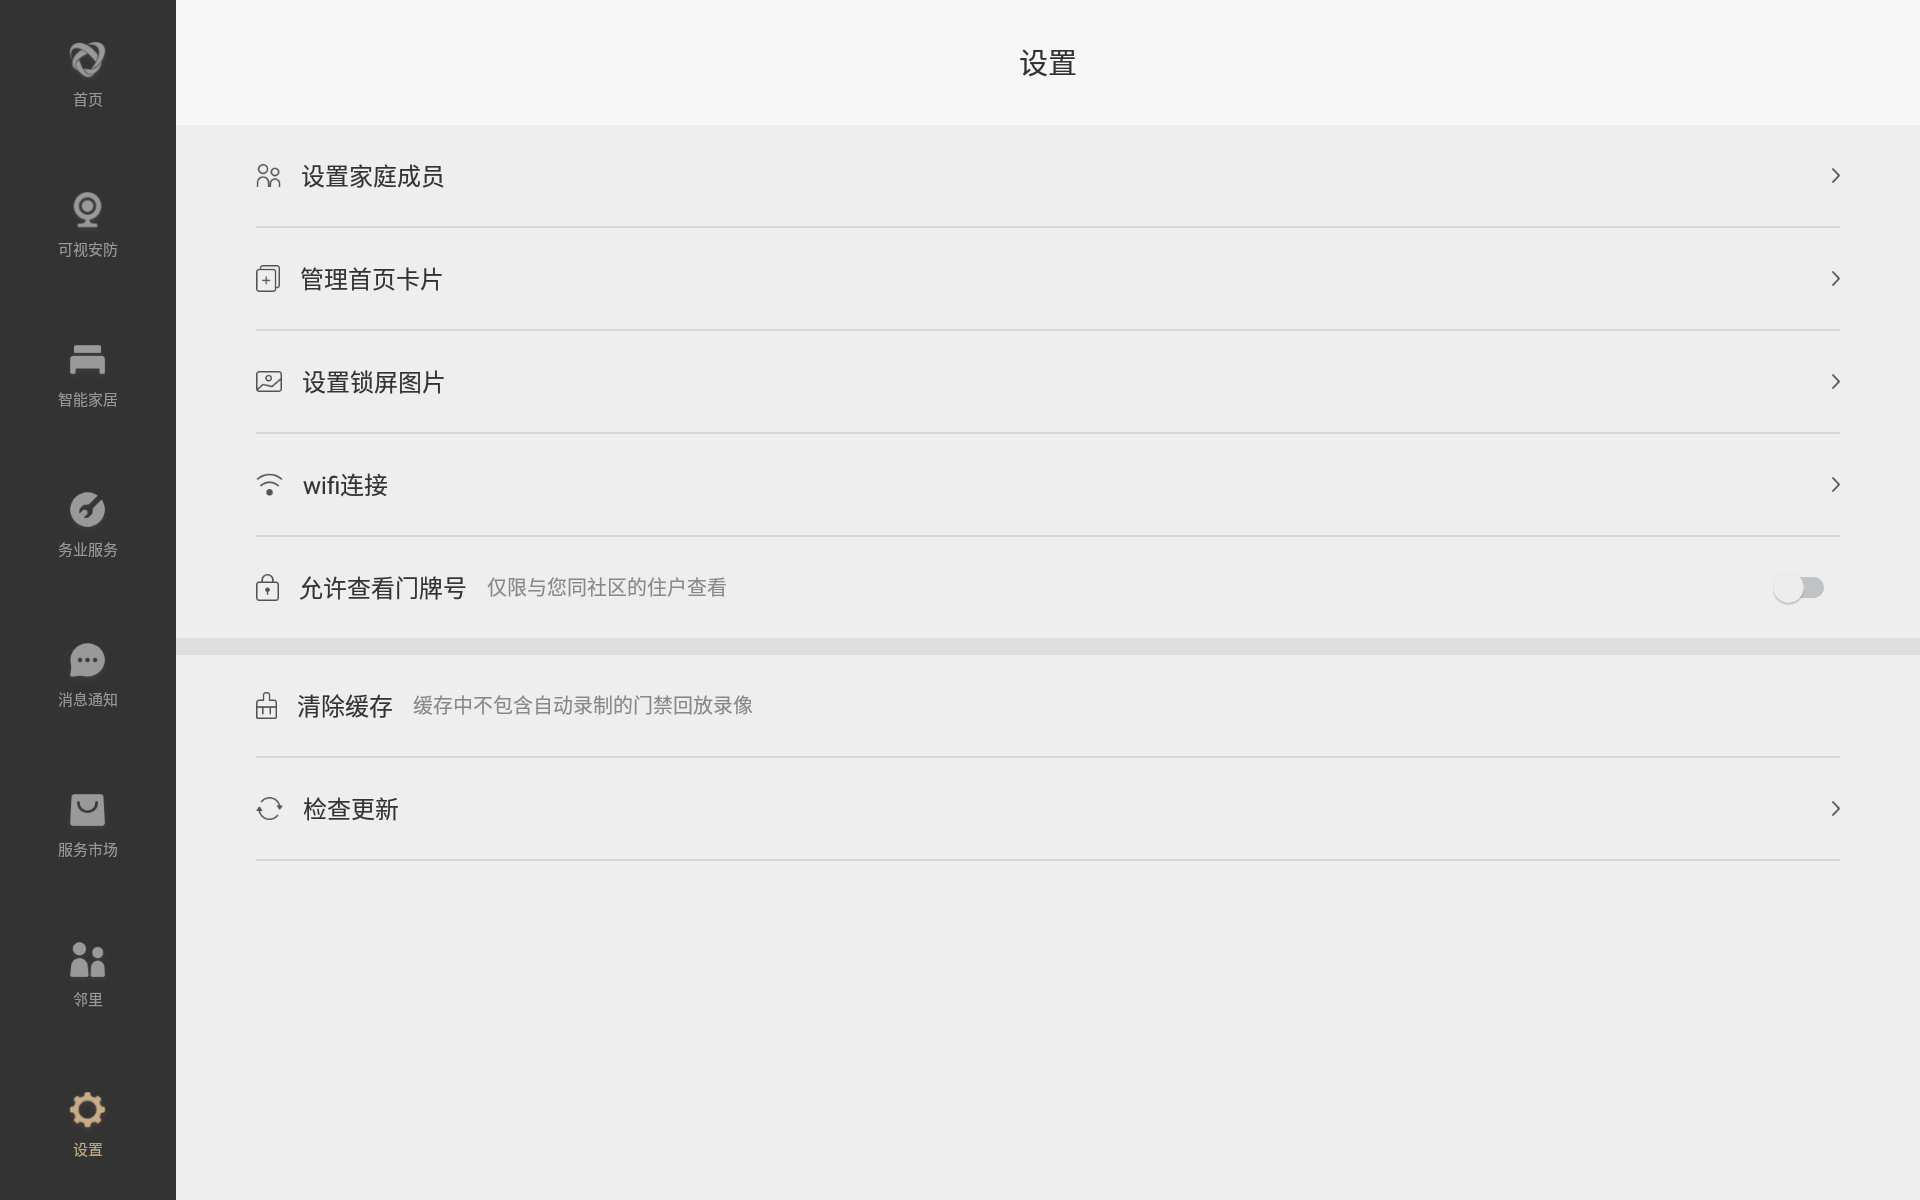 首页
可视安防
智能家居
务业服务
消息通知
服务市场
邻里
设置
设置
设置家庭成员
管理首页卡片
设置锁屏图片
wifi连接
允许查看门牌号 仅限与您同社区的住户查看
清除缓存 缓存中不包含自动录制的门禁回放录像
检查更新